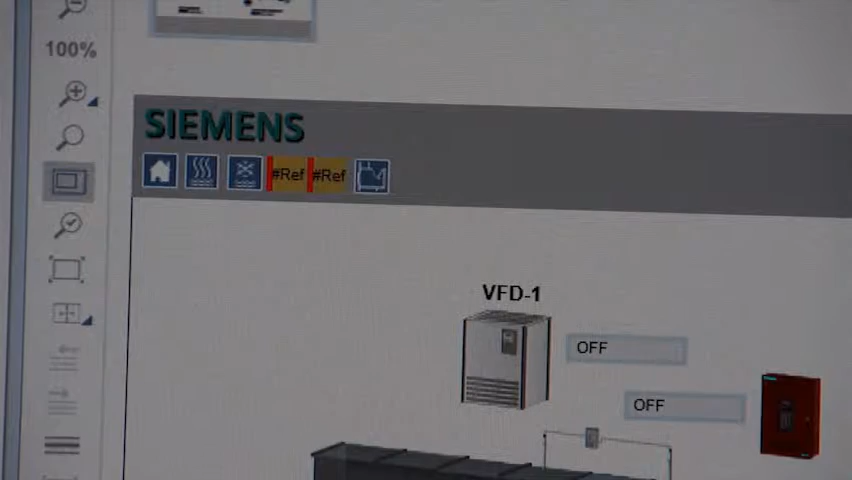 100%
SIEMENS
#Ref #Ref
VFD-1
OFF
OFF